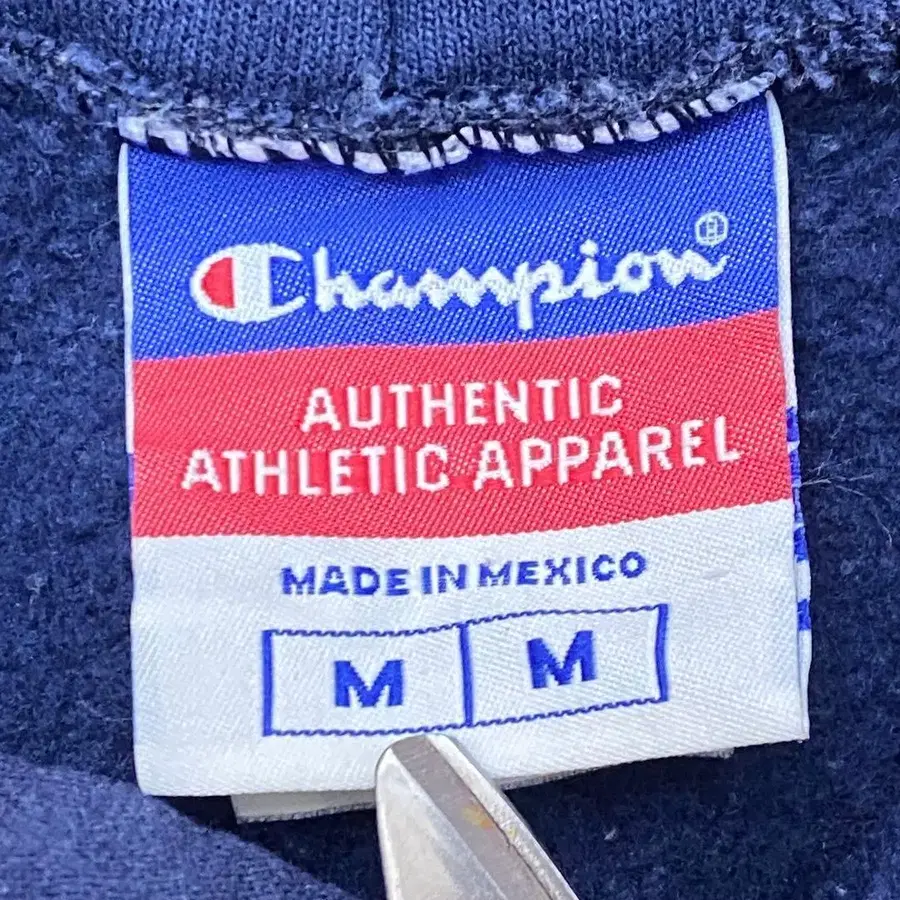 Champion®
AUTHENTIC
ATHLETIC APPAREL
MADE IN MEXICO
M M